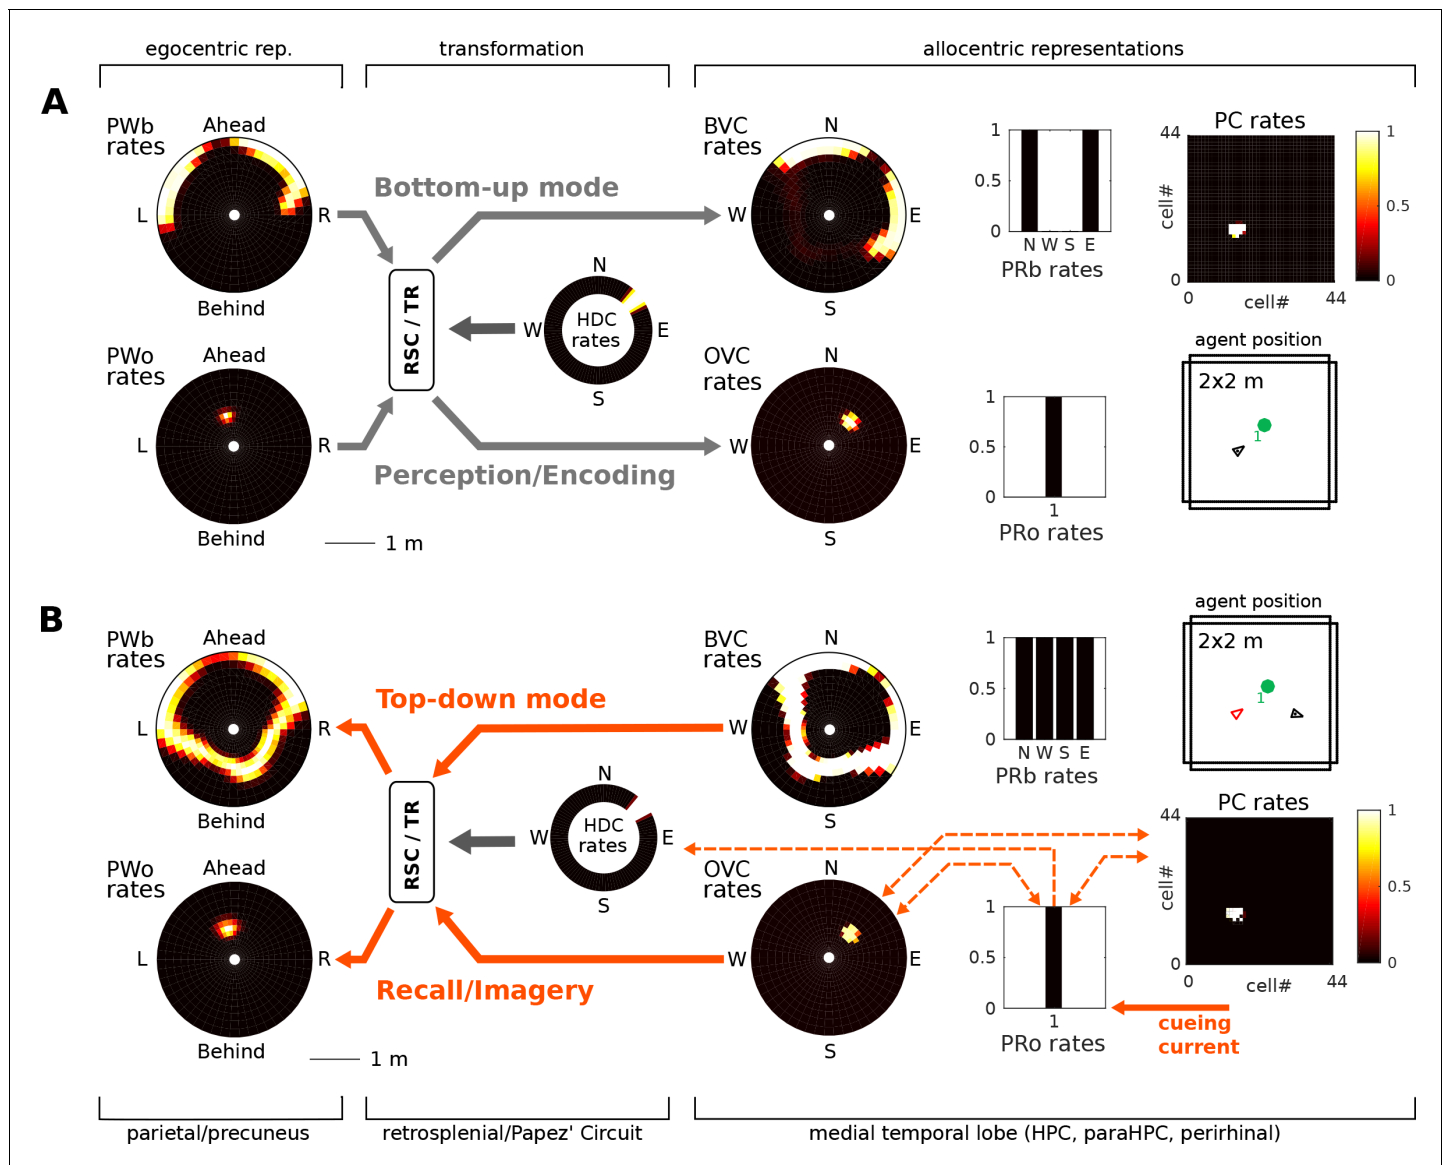 egocentric rep.
transformation
allocentric representations
A
PWb
rates
Ahead
L
R
Behind
Bottom-up mode
BVC
rates
N
W
E
S
1
0.5
0
N W S E
PRb rates
PC rates
44
cell#
0
0
44
cell#
1
0.5
0
RSC / TR
N
W
HDC
rates
E
S
PWo
rates
Ahead
L
R
Behind
1 m
Perception/Encoding
OVC
rates
N
W
E
S
1
0.5
0
1
PRo rates
agent position
2x2 m
1
B
PWb
rates
Ahead
L
R
Behind
Top-down mode
BVC
rates
N
W
E
S
1
0.5
0
N W S E
PRb rates
agent position
2x2 m
1
RSC / TR
N
W
HDC
rates
E
S
PWo
rates
Ahead
L
R
Behind
1 m
Recall/Imagery
OVC
rates
N
W
E
S
1
0.5
0
1
PRo rates
PC rates
44
cell#
0
0
44
cell#
1
0.5
0
cueing
current
parietal/precuneus
retrosplenial/Papez' Circuit
medial temporal lobe (HPC, paraHPC, perirhinal)